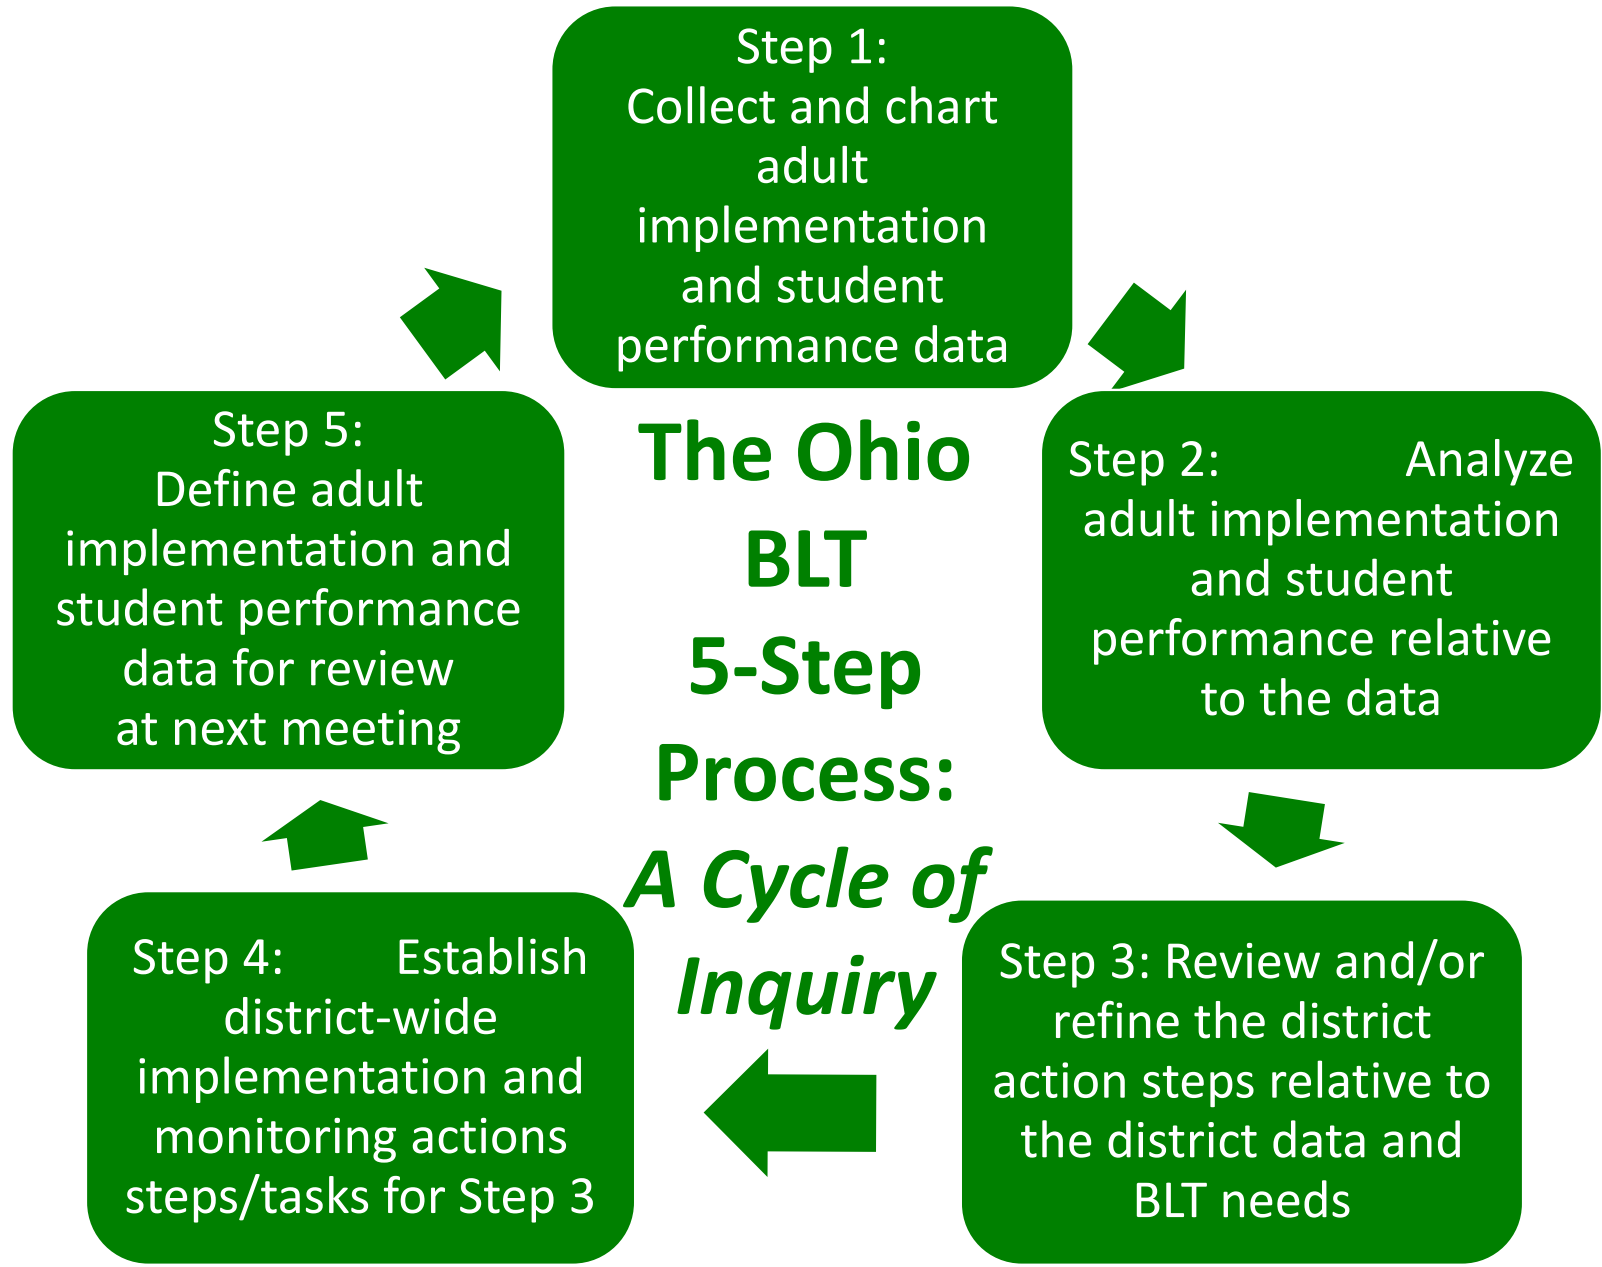 Step 1:
Collect and chart
adult
implementation
and student
performance data
Step 2: Analyze
adult implementation
and student
performance relative
to the data
Step 3: Review and/or
refine the district
action steps relative to
the district data and
BLT needs
Step 4: Establish
district-wide
implementation and
monitoring actions
steps/tasks for Step 3
Step 5:
Define adult
implementation and
student performance
data for review
at next meeting
The Ohio
BLT
5-Step
Process:
A Cycle of
Inquiry